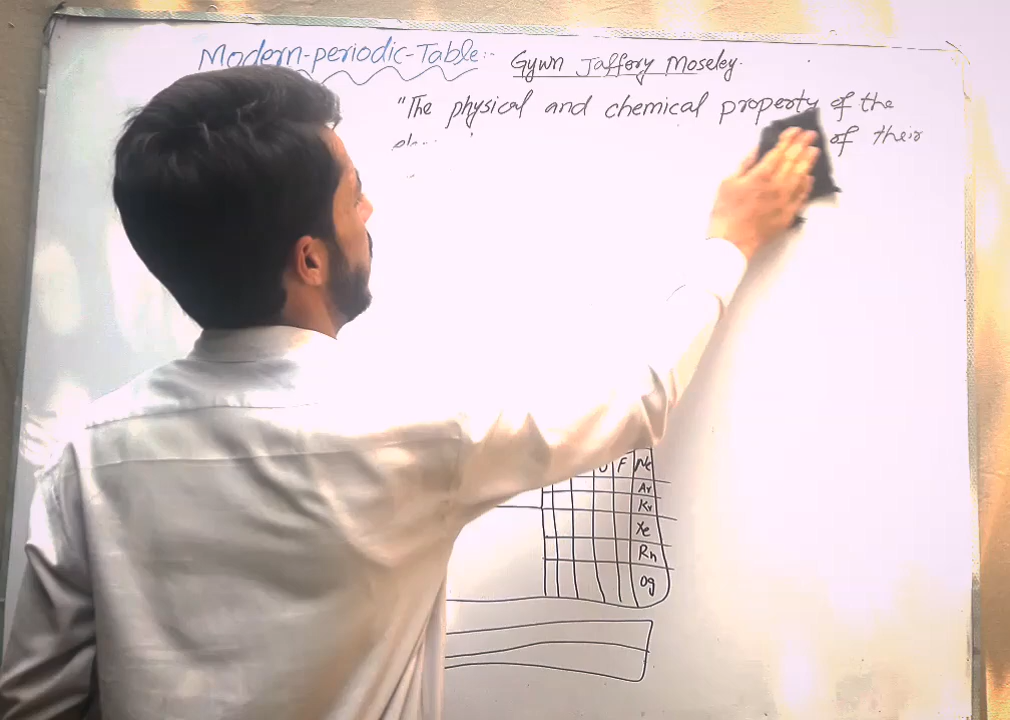 Modern-periodic-Table:- Gywn Jaffory Moseley.
"The physical and chemical property of the
of their
F Ne
Ar
Kr
Xe
Rn
Og